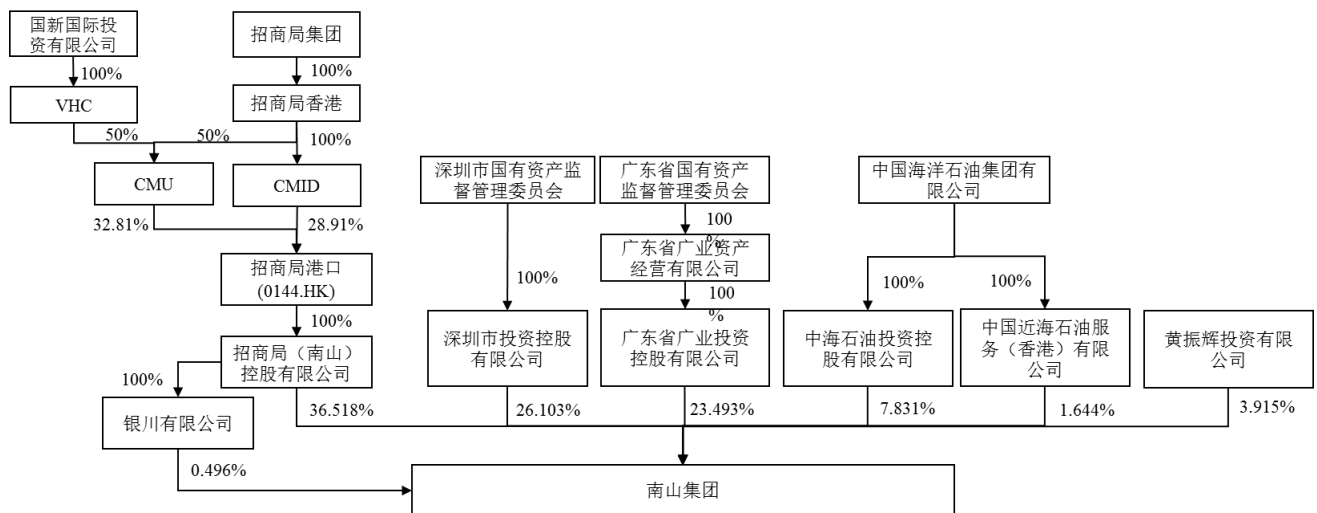 国新国际投
资有限公司
招商局集团
100%
100%
VHC
招商局香港
50%
50%
100%
CMU
CMID
深圳市国有资产监
督管理委员会
广东省国有资产
监督管理委员会
中国海洋石油集团有
限公司
32.81%
28.91%
100%
招商局港口
(0144.HK)
广东省广业资产
经营有限公司
100%
100%
100%
100%
100%
招商局（南山）
控股有限公司
深圳市投资控股
有限公司
广东省广业投资
控股有限公司
中海石油投资控
股有限公司
中国近海石油服
务（香港）有限
公司
黄振辉投资有限
公司
100%
银川有限公司
36.518%
26.103%
23.493%
7.831%
1.644%
3.915%
0.496%
南山集团